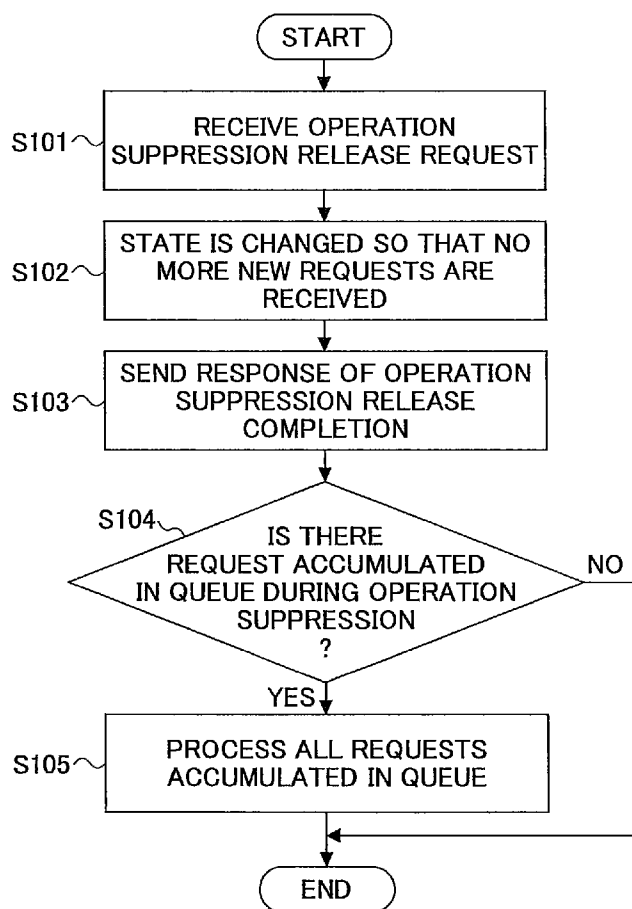 START
S101
RECEIVE OPERATION
SUPPRESSION RELEASE REQUEST
S102
STATE IS CHANGED SO THAT NO
MORE NEW REQUESTS ARE
RECEIVED
S103
SEND RESPONSE OF OPERATION
SUPPRESSION RELEASE
COMPLETION
S104
IS THERE
REQUEST ACCUMULATED
IN QUEUE DURING OPERATION
SUPPRESSION
?
NO
YES
S105
PROCESS ALL REQUESTS
ACCUMULATED IN QUEUE
END